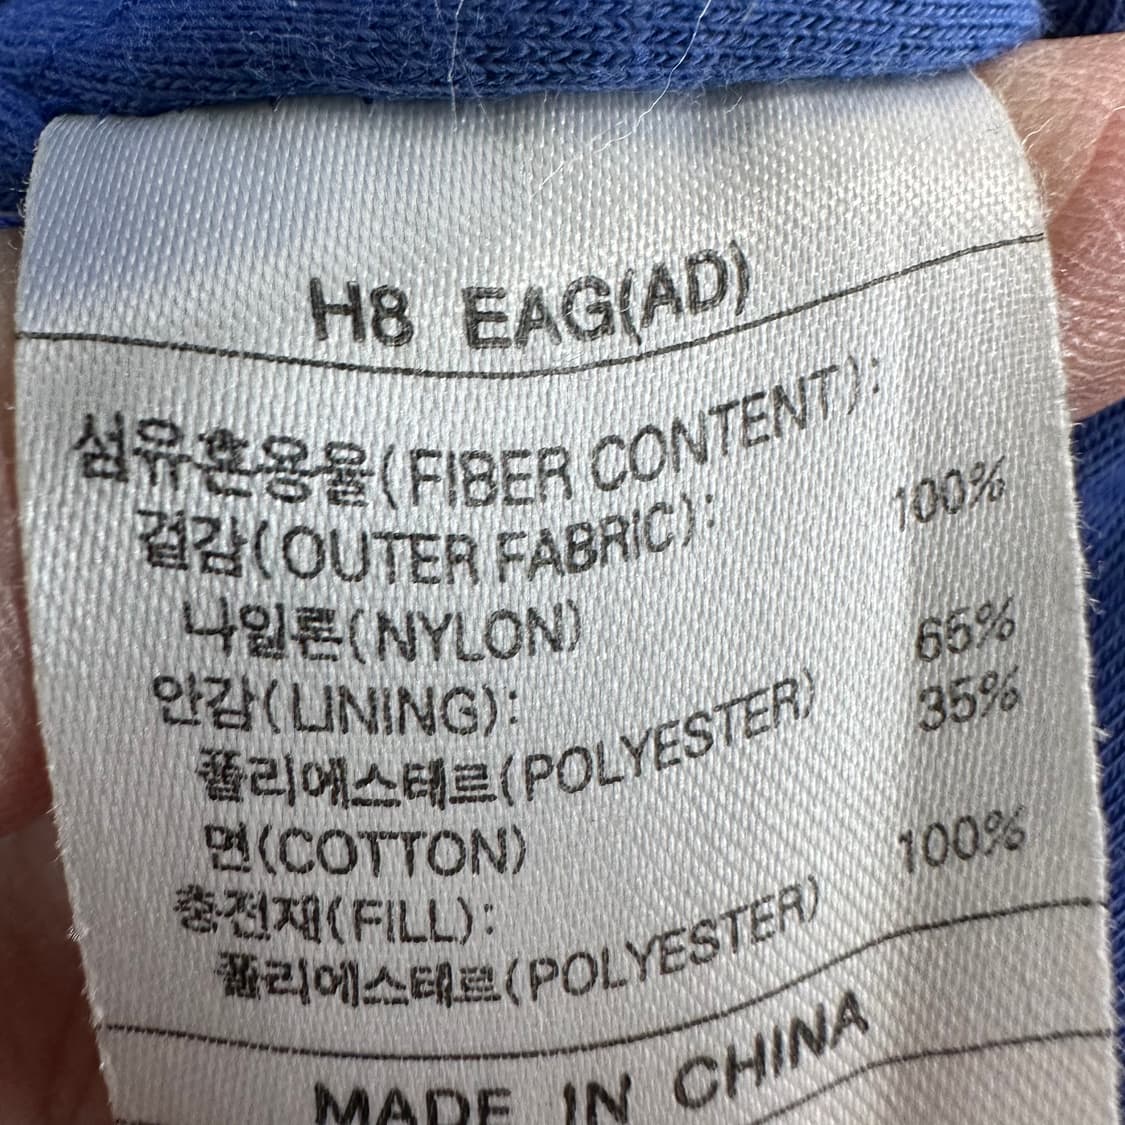 H8 EAG(AD)
섬유혼용율(FIBER CONTENT):
겉감(OUTER FABRIC):
나일론(NYLON) 100%
안감(LINING):
폴리에스테르(POLYESTER) 65%
면(COTTON) 35%
충전재(FILL):
폴리에스테르(POLYESTER) 100%
MADE IN CHINA